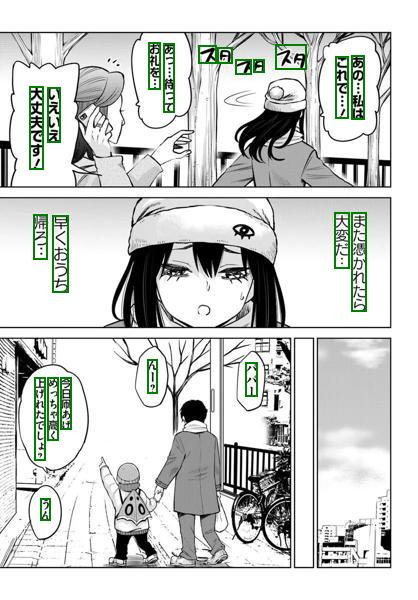 あの…私は
これで…！
スタ
スタ
スタ
あっ…待って
お礼を…
いえいえ
大丈夫です！
また憑かれたら
大変だ…
早くおうち
帰ろ…
パパー
んー？
今日凧あげ
めっちゃ高く
上げれたでしょ？
うん